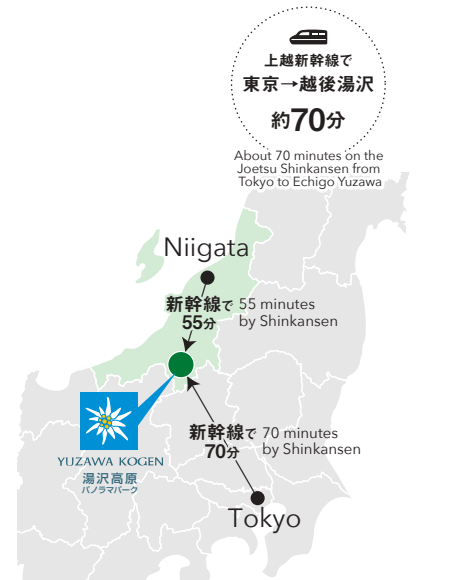 上越新幹線で
東京→越後湯沢
約70分
About 70 minutes on the
Joetsu Shinkansen from
Tokyo to Echigo Yuzawa
Niigata
新幹線で
55分
55 minutes
by Shinkansen
YUZAWA KOGEN
湯沢高原
パノラマパーク
新幹線で
70分
70 minutes
by Shinkansen
Tokyo